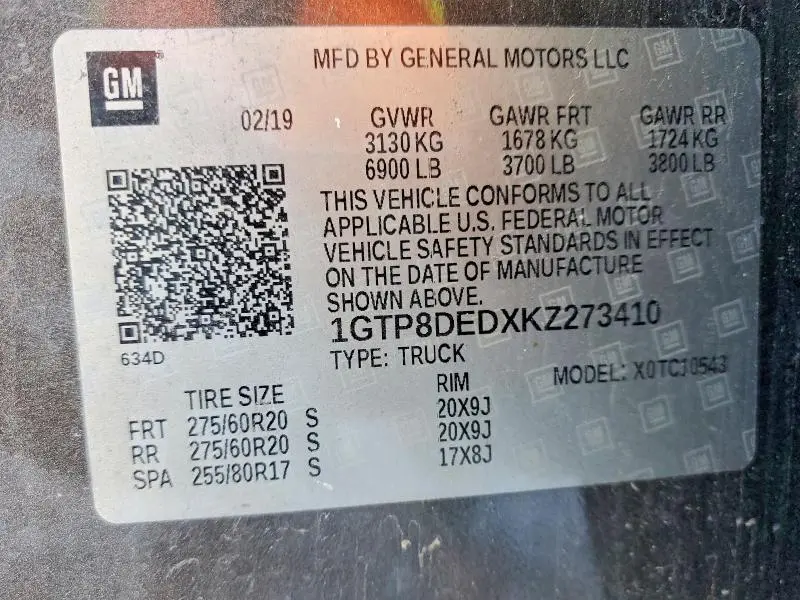 GM
MFD BY GENERAL MOTORS LLC
02/19 GVWR GAWR FRT GAWR RR
3130 KG 1678 KG 1724 KG
6900 LB 3700 LB 3800 LB
THIS VEHICLE CONFORMS TO ALL
APPLICABLE U.S. FEDERAL MOTOR
VEHICLE SAFETY STANDARDS IN EFFECT
ON THE DATE OF MANUFACTURE
SHOWN ABOVE.
1GTP8DEDXKZ273410
634D
TYPE: TRUCK
MODEL: X0TC10543
TIRE SIZE RIM
FRT 275/60R20 S 20X9J
RR 275/60R20 S 20X9J
SPA 255/80R17 S 17X8J